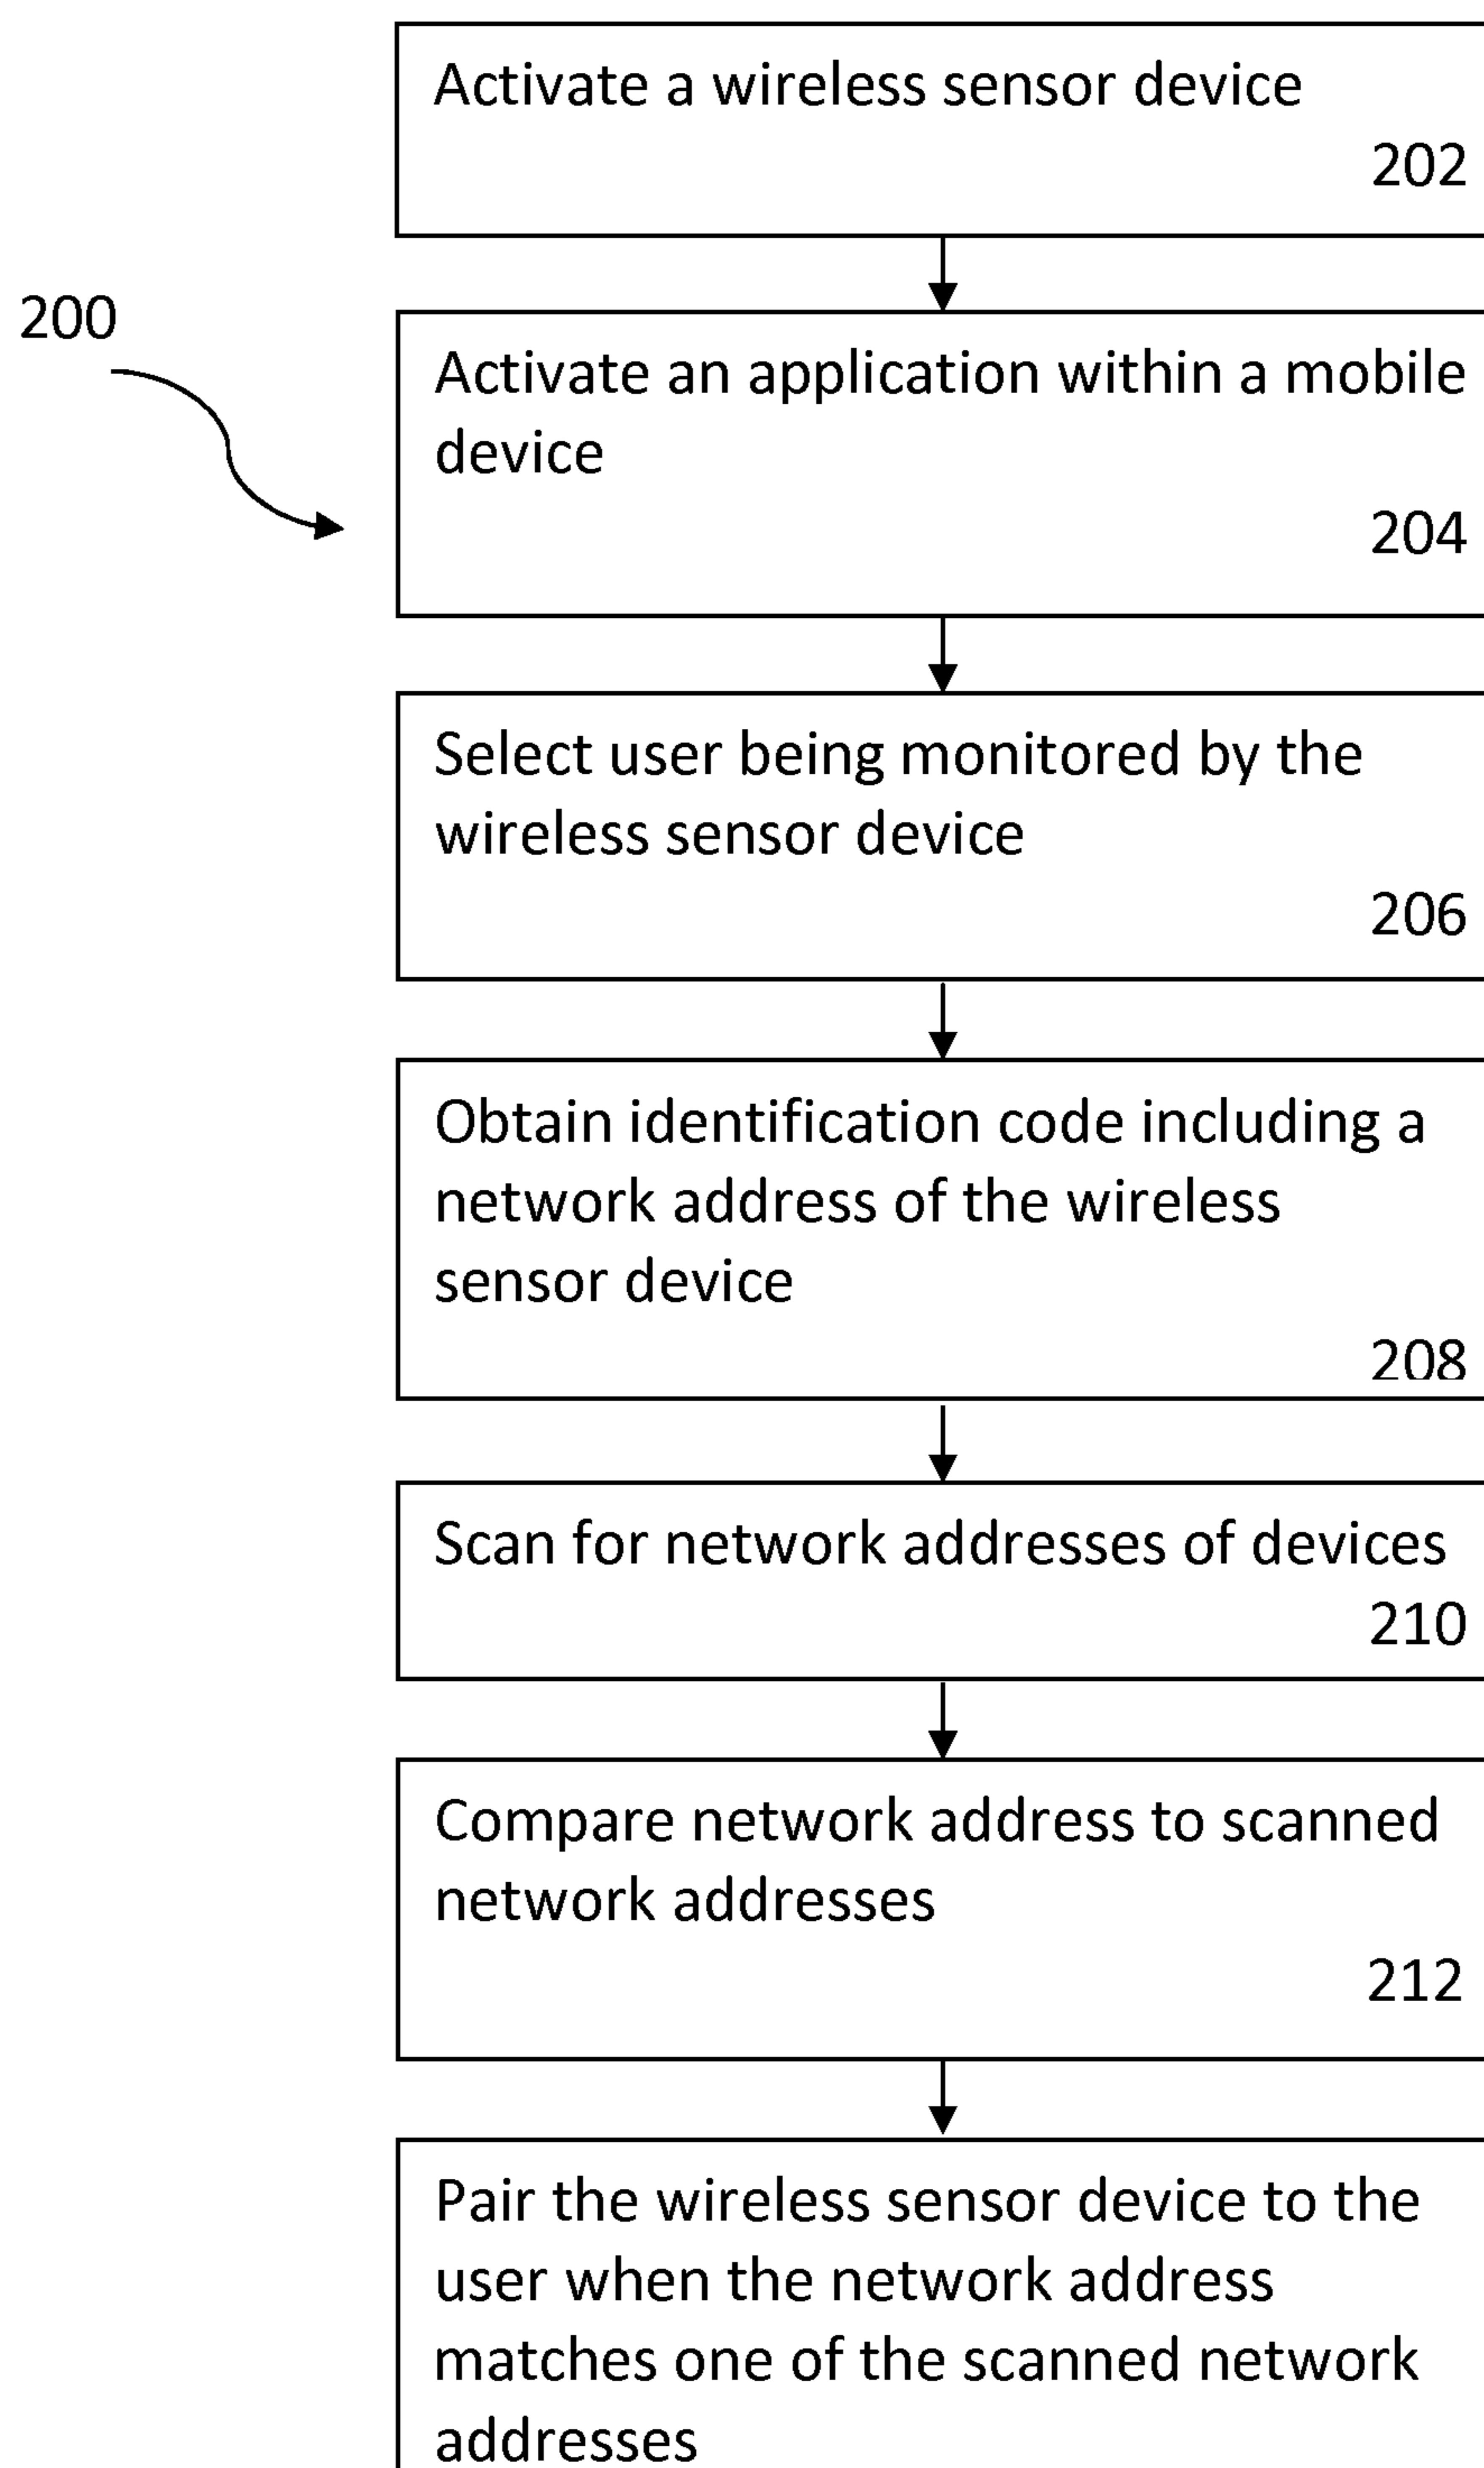 Activate a wireless sensor device
202
200
Activate an application within a mobile
device
204
Select user being monitored by the
wireless sensor device
206
Obtain identification code including a
network address of the wireless
sensor device
208
Scan for network addresses of devices
210
Compare network address to scanned
network addresses
212
Pair the wireless sensor device to the
user when the network address
matches one of the scanned network
addresses